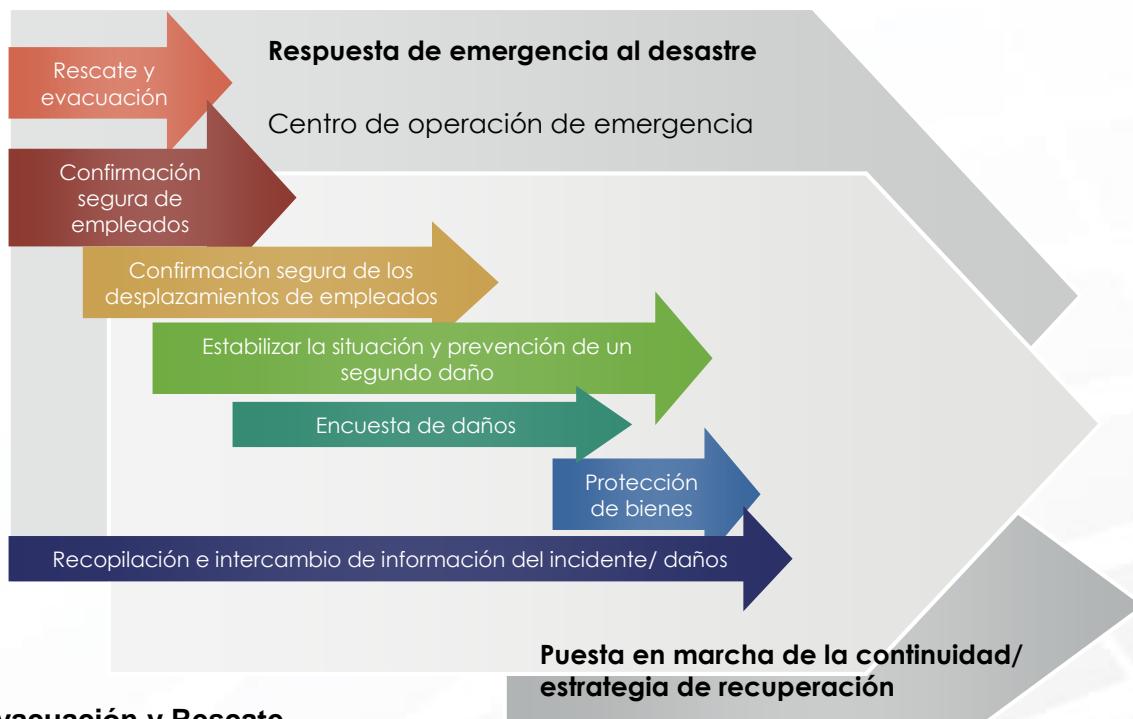 Respuesta de emergencia al desastre
Rescate y
evacuación
Centro de operación de emergencia
Confirmación
segura de
empleados
Confirmación segura de los
desplazamientos de empleados
Estabilizar la situación y prevención de un
segundo daño
Encuesta de daños
Protección
de bienes
Recopilación e intercambio de información del incidente/ daños
Puesta en marcha de la continuidad/
estrategia de recuperación
vacuación y Rescate